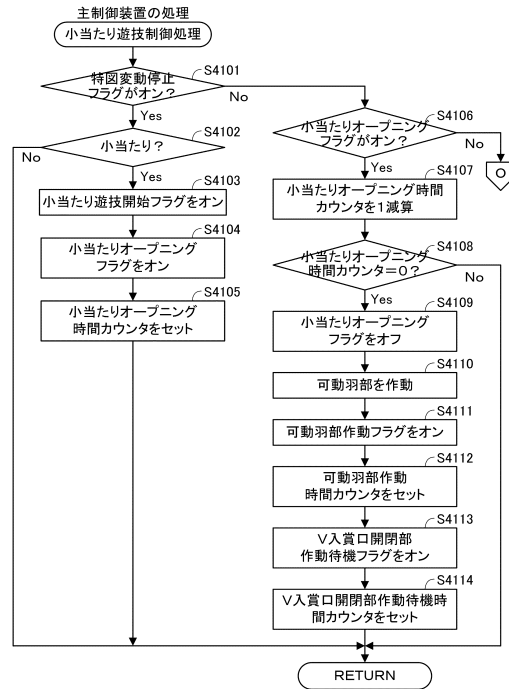 主制御装置の処理
小当たり遊技制御処理
S4101
特図変動停止
フラグがオン?
No
Yes
S4102
小当たり?
No
Yes
S4103
小当たり遊技開始フラグをオン
S4104
小当たりオープニング
フラグをオン
S4105
小当たりオープニング
時間カウンタをセット
S4106
小当たりオープニング
フラグがオン?
No
O
Yes
S4107
小当たりオープニング時間
カウンタを1減算
S4108
小当たりオープニング
時間カウンタ=0?
No
Yes
S4109
小当たりオープニング
フラグをオフ
S4110
可動羽部を作動
S4111
可動羽部作動フラグをオン
S4112
可動羽部作動
時間カウンタをセット
S4113
V入賞口開閉部
作動待機フラグをオン
S4114
V入賞口開閉部作動待機時
間カウンタをセット
RETURN